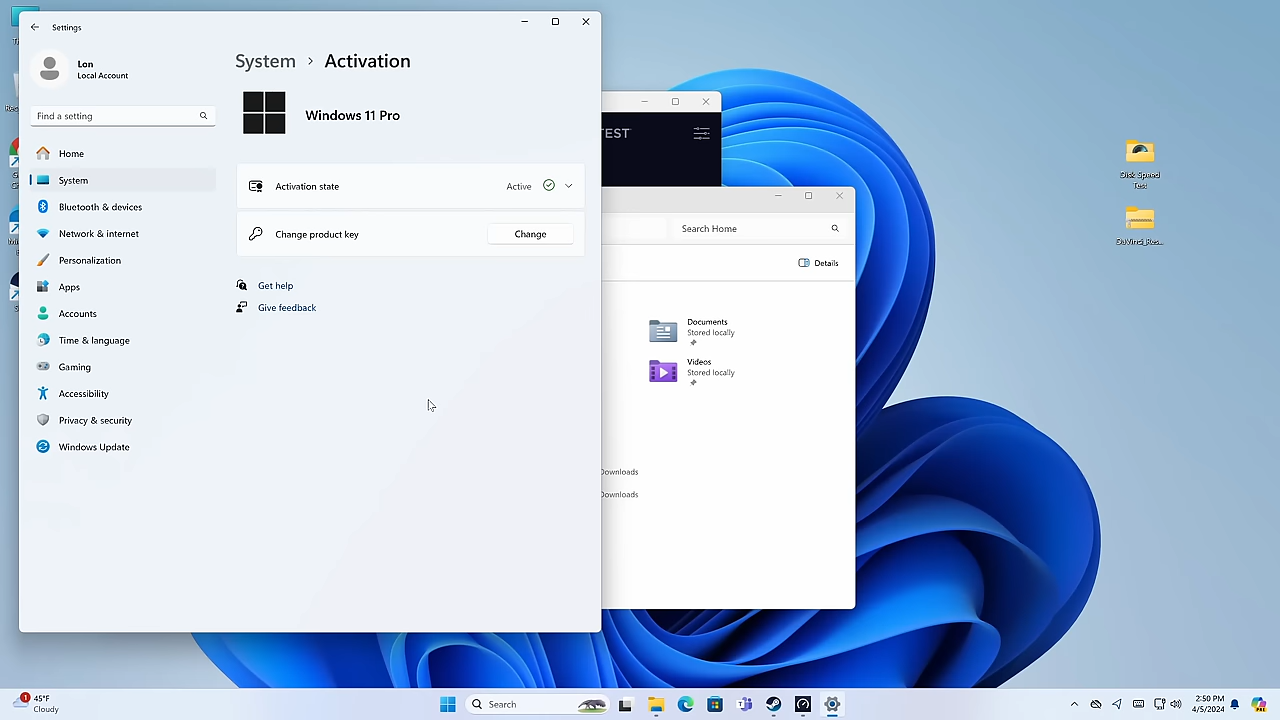 Settings
Lon
Local Account
Find a setting
Home
System
Bluetooth & devices
Network & internet
Personalization
Apps
Accounts
Time & language
Gaming
Accessibility
Privacy & security
Windows Update
System > Activation
Windows 11 Pro
Activation state
Active
Change product key
Change
Get help
Give feedback
TEST
Search Home
Details
Documents
Stored locally
Videos
Stored locally
Downloads
Downloads
Disk Speed
Test
1
45°F
Cloudy
Search
2:50 PM
4/5/2024